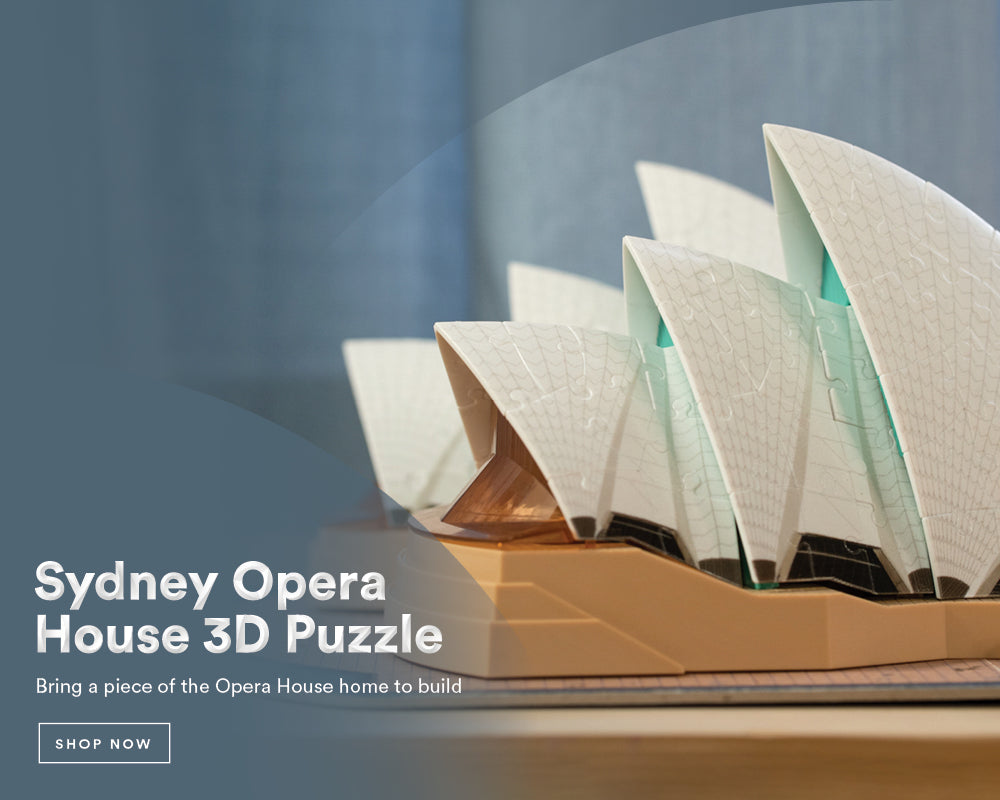 Sydney Opera
House 3D Puzzle
Bring a piece of the Opera House home to build
SHOP NOW